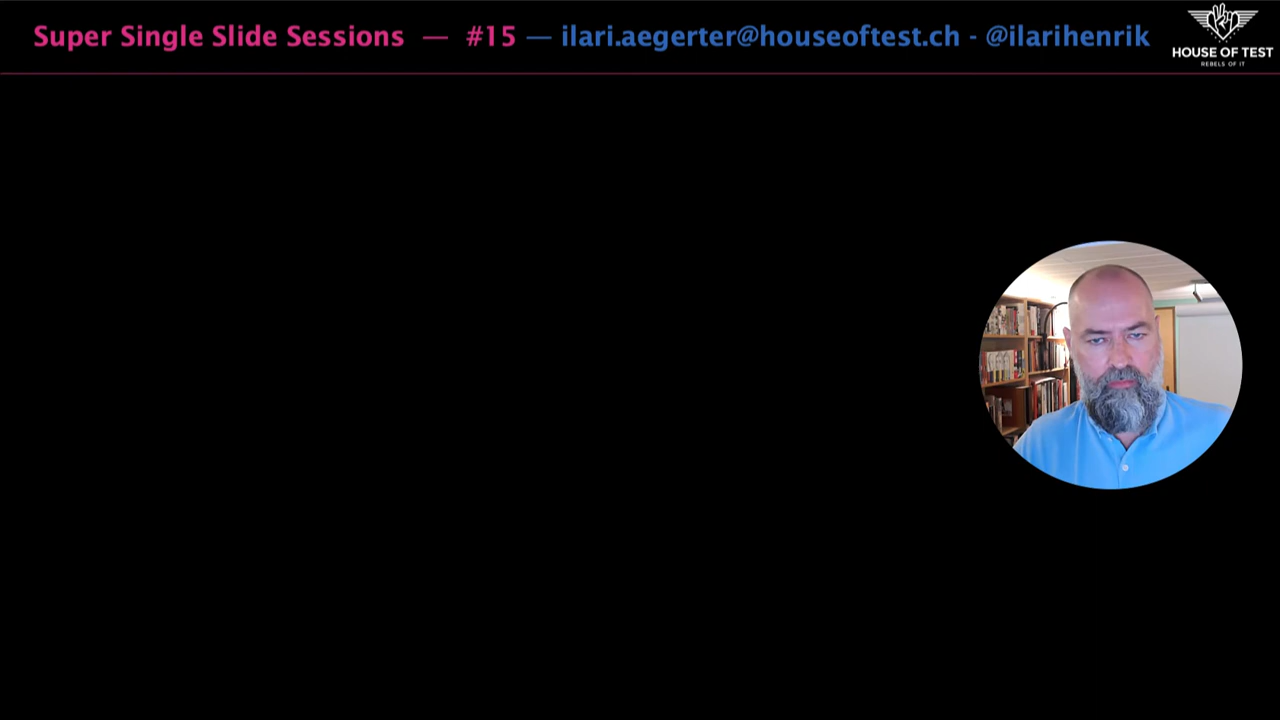 Super Single Slide Sessions — #15 — ilari.aegerter@houseoftest.ch - @ilarihenrik
HOUSE OF TEST
REBELS OF IT